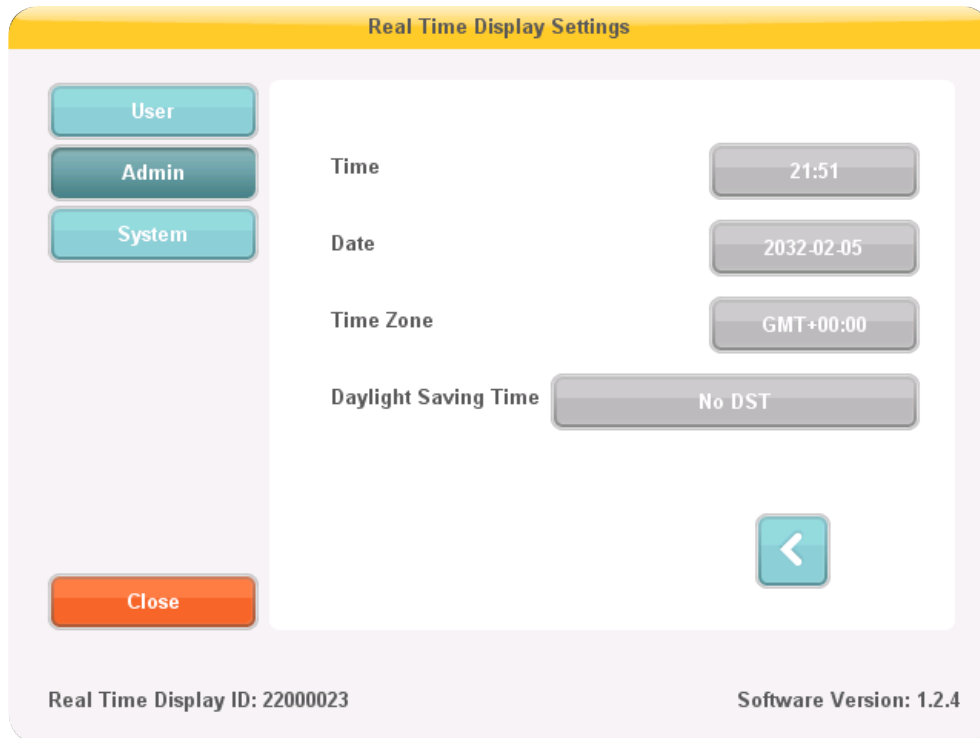 Real Time Display Settings
User
Admin
System
Time 21:51
Date 2032-02-05
Time Zone GMT+00:00
Daylight Saving Time No DST
Close
Real Time Display ID: 22000023 Software Version: 1.2.4